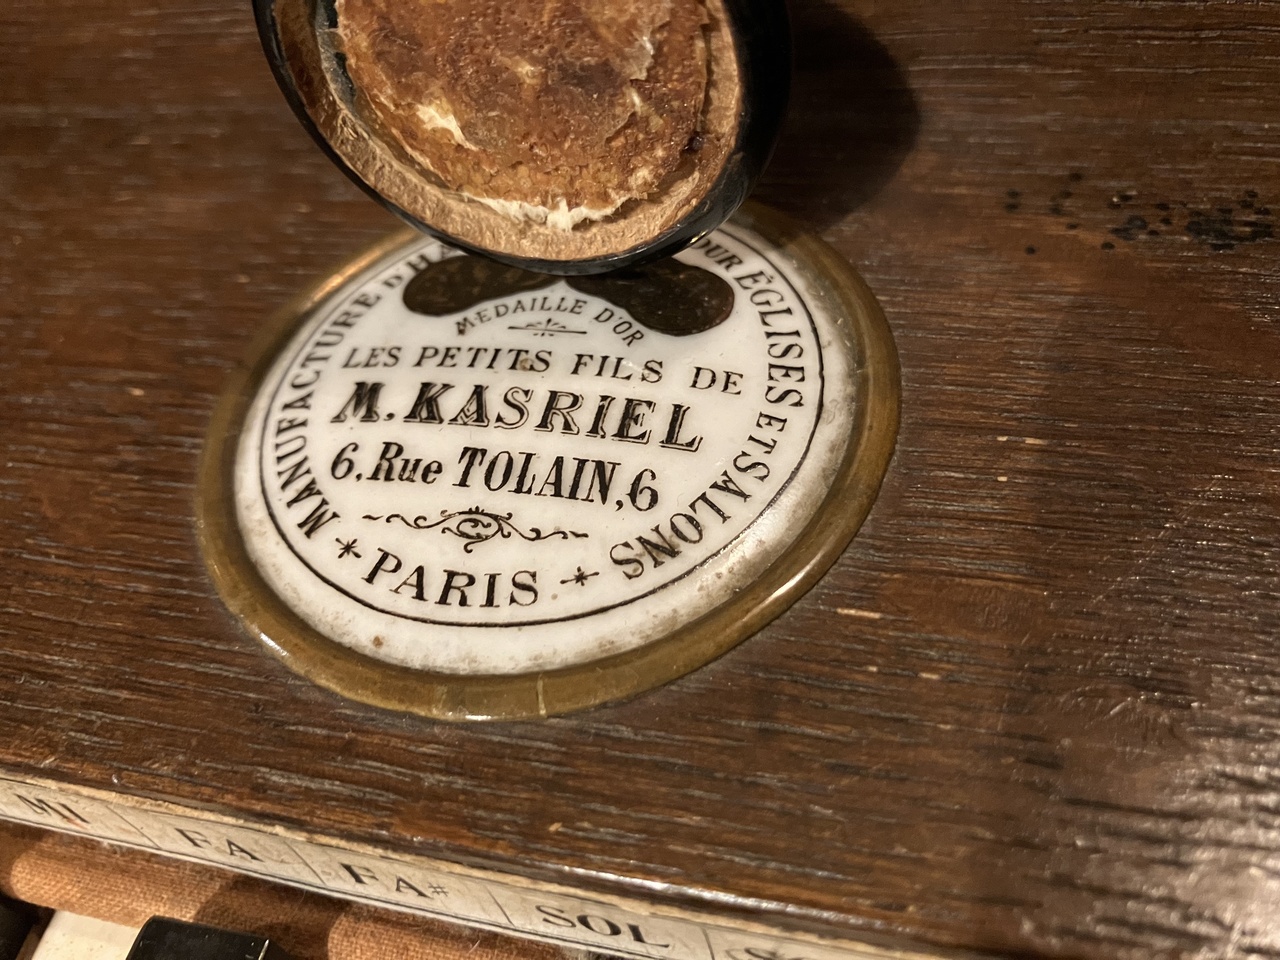 MANUFACTURE D'HA
OUR ÉGLISES ET SALONS
MEDAILLE D'OR
LES PETITS FILS DE
M. KASRIEL
6, Rue TOLAIN, 6
* PARIS *
MI FA FA# SOL